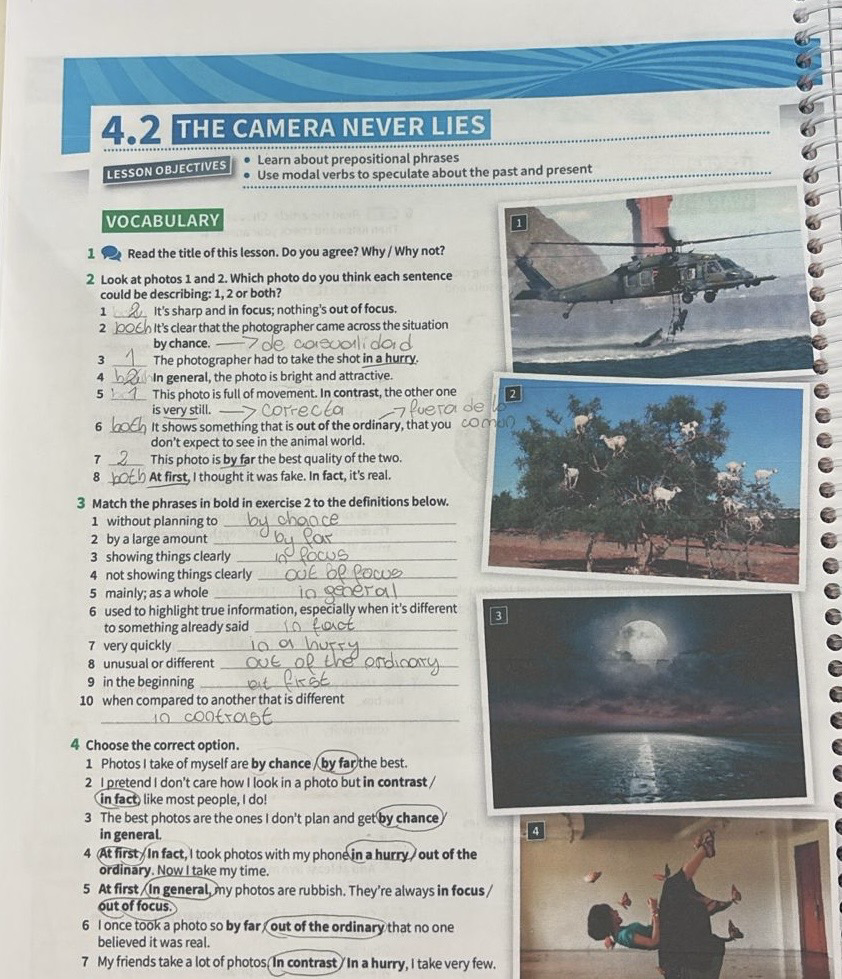 4.2 THE CAMERA NEVER LIES
LESSON OBJECTIVES
• Learn about prepositional phrases
• Use modal verbs to speculate about the past and present
VOCABULARY
1 Read the title of this lesson. Do you agree? Why / Why not?
2 Look at photos 1 and 2. Which photo do you think each sentence
could be describing: 1, 2 or both?
1 2 It's sharp and in focus; nothing's out of focus.
2 both It's clear that the photographer came across the situation
by chance. → de casualidad
3 1 The photographer had to take the shot in a hurry.
4 2 In general, the photo is bright and attractive.
5 1 This photo is full of movement. In contrast, the other one
is very still. → correcta → fuera de lo
6 both It shows something that is out of the ordinary, that you común
don't expect to see in the animal world.
7 2 This photo is by far the best quality of the two.
8 both At first, I thought it was fake. In fact, it's real.
3 Match the phrases in bold in exercise 2 to the definitions below.
1 without planning to by chance
2 by a large amount by far
3 showing things clearly in focus
4 not showing things clearly out of focus
5 mainly; as a whole in general
6 used to highlight true information, especially when it's different
to something already said in fact
7 very quickly in a hurry
8 unusual or different out of the ordinary
9 in the beginning at first
10 when compared to another that is different
in contrast
4 Choose the correct option.
1 Photos I take of myself are by chance / by far the best.
2 I pretend I don't care how I look in a photo but in contrast /
in fact, like most people, I do!
3 The best photos are the ones I don't plan and get by chance /
in general.
4 At first / In fact, I took photos with my phone in a hurry / out of the
ordinary. Now I take my time.
5 At first / In general, my photos are rubbish. They're always in focus /
out of focus.
6 I once took a photo so by far / out of the ordinary that no one
believed it was real.
7 My friends take a lot of photos. In contrast / In a hurry, I take very few.
1
2
3
4